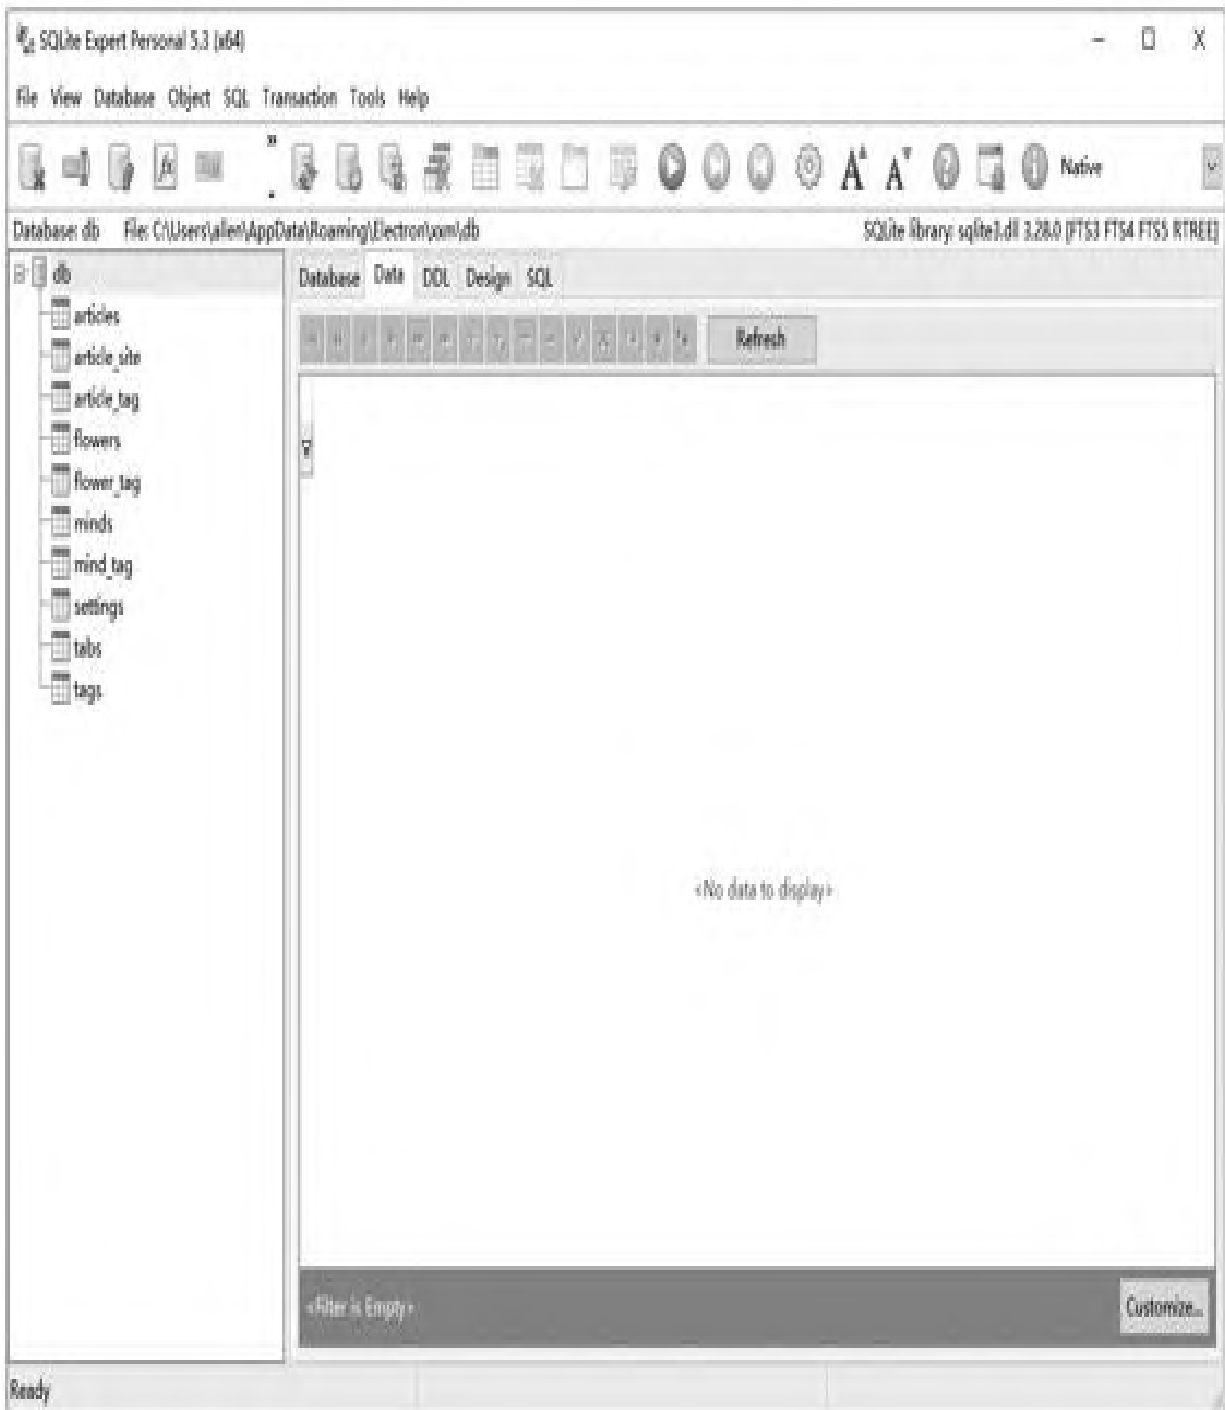 SQLite Expert Personal 5.3 (x64)
File View Database Object SQL Transaction Tools Help
Native
Database: db File: C:\Users\allen\AppData\Roaming\Electron\xxm\db SQLite library: sqlite3.dll 3.28.0 [FTS3 FTS4 FTS5 RTREE]
db
articles
article_site
article_tag
flowers
flower_tag
minds
mind_tag
settings
tabs
tags
Database Data DDL Design SQL
Refresh
<No data to display>
<Filter is Empty>
Customize...
Ready